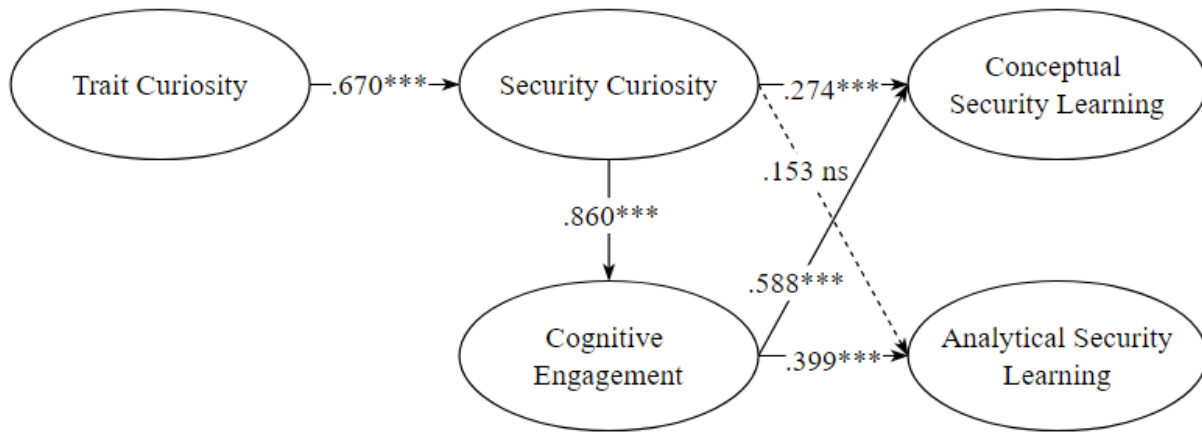 Trait Curiosity
.670***
Security Curiosity
.274***
Conceptual
Security Learning
.153 ns
.860***
.588***
Cognitive
Engagement
.399***
Analytical Security
Learning